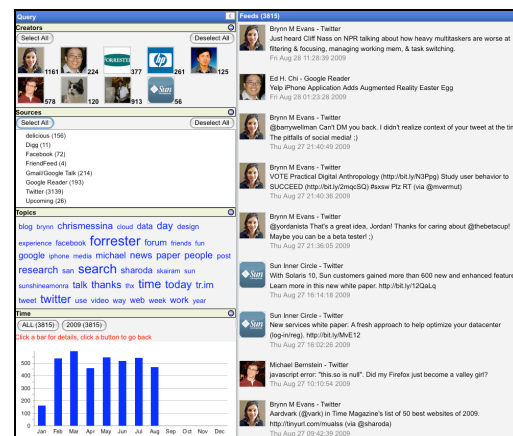 Query
Creators
Select All
Deselect All
1161
224
FORRESTER
377
hp
261
125
578
120
913
Sun
56
Sources
Select All
Deselect All
delicious (156)
Digg (11)
Facebook (72)
FriendFeed (4)
Gmail/Google Talk (214)
Google Reader (193)
Twitter (3139)
Upcoming (26)
Topics
blog brynn chrismessina cloud data day design
experience facebook forrester forum friends fun
google iphone media michael news paper people post
research san search sharoda skairam sun
sunshineamonra talk thanks thx time today tr.im
tweet twitter use video way web week work year
Time
ALL (3815)
2009 (3815)
Click a bar for details, click a button to go back
500
400
300
200
100
0
Jan Feb Mar Apr May Jun Jul Aug Sep Oct Nov Dec
Feeds (3815)
Brynn M Evans - Twitter
Just heard Cliff Nass on NPR talking about how heavy multitaskers are worse at
filtering & focusing, managing working mem, & task switching.
Fri Aug 28 11:28:39 2009
Ed H. Chi - Google Reader
Yelp iPhone Application Adds Augmented Reality Easter Egg
Fri Aug 28 01:23:28 2009
Brynn M Evans - Twitter
@barrywellman Can't DM you back. I didn't realize context of your tweet at the tim
The pitfalls of social media! ;)
Thu Aug 27 21:40:49 2009
Brynn M Evans - Twitter
VOTE Practical Digital Anthropology (http://bit.ly/N3Ppg) Study user behavior to
SUCCEED (http://bit.ly/2mqcSQ) #sxsw Plz RT (via @mvermut)
Thu Aug 27 21:40:36 2009
Brynn M Evans - Twitter
@yordanista That's a great idea, Jordan! Thanks for caring about @thebetacup!
Maybe you can be a beta tester! ;)
Thu Aug 27 21:36:05 2009
Sun
Sun Inner Circle - Twitter
With Solaris 10, Sun customers gained more than 600 new and enhanced feature
Learn more in this new white paper. http://bit.ly/12QaLq
Thu Aug 27 16:14:18 2009
Sun
Sun Inner Circle - Twitter
New services white paper: A fresh approach to help optimize your datacenter
(log-in/reg). http://bit.ly/MvE12
Thu Aug 27 16:02:26 2009
Michael Bernstein - Twitter
javascript error: "this.so is null". Did my Firefox just become a valley girl?
Thu Aug 27 10:10:54 2009
Brynn M Evans - Twitter
Aardvark (@vark) in Time Magazine's list of 50 best websites of 2009.
http://tinyurl.com/mualss (via @sharoda)
Thu Aug 27 09:42:39 2009